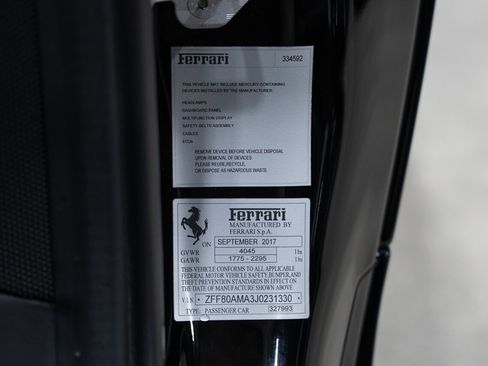 Ferrari 334592
THIS VEHICLE MAY INCLUDE MERCURY-CONTAINING
DEVICES INSTALLED BY THE MANUFACTURER:
HEADLAMPS
DASHBOARD PANEL
MULTIFUNCTION DISPLAY
SAFETY BELTS ASSEMBLY
CABLES
ECUs
REMOVE DEVICE BEFORE VEHICLE DISPOSAL
UPON REMOVAL OF DEVICES
PLEASE REUSE,RECYCLE,
OR DISPOSE AS HAZARDOUS WASTE
Ferrari
MANUFACTURED BY
FERRARI S.p.A.
ON SEPTEMBER 2017
GVWR 4045 Lbs
GAWR 1775 - 2295 Lbs
THIS VEHICLE CONFORMS TO ALL APPLICABLE
FEDERAL MOTOR VEHICLE SAFETY,BUMPER,AND
THEFT PREVENTION STANDARDS IN EFFECT ON
THE DATE OF MANUFACTURE SHOWN ABOVE
V.I.N. ZFF80AMA3J0231330
TYPE: PASSENGER CAR 327993